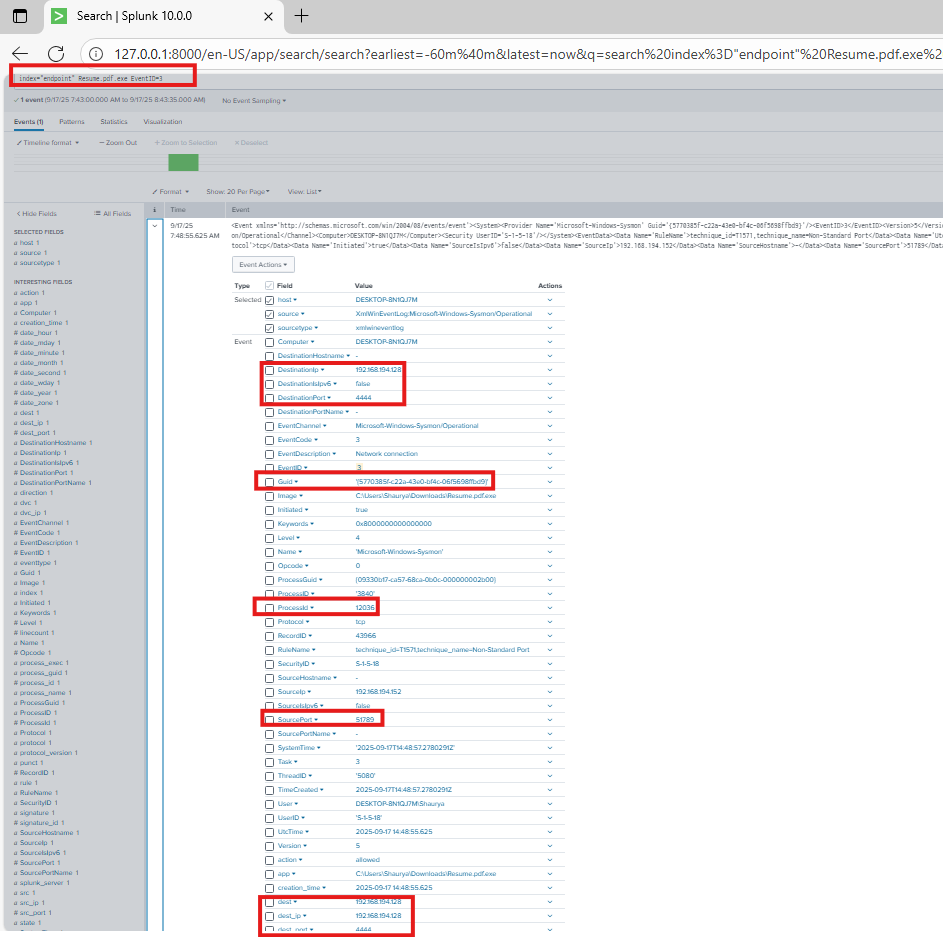 Search | Splunk 10.0.0
127.0.0.1:8000/en-US/app/search/search?earliest=-60m%40m&latest=now&q=search%20index%3D"endpoint"%20Resume.pdf.exe%2
index="endpoint" Resume.pdf.exe EventID=3
✓ 1 event (9/17/25 7:43:00.000 AM to 9/17/25 8:43:35.000 AM) No Event Sampling
Events (1) Patterns Statistics Visualization
Timeline format — Zoom Out + Zoom to Selection × Deselect
Format Show: 20 Per Page View: List
< Hide Fields All Fields
SELECTED FIELDS
a host 1
a source 1
a sourcetype 1
INTERESTING FIELDS
a action 1
a app 1
a Computer 1
a creation_time 1
# date_hour 1
# date_mday 1
# date_minute 1
a date_month 1
# date_second 1
a date_wday 1
# date_year 1
# date_zone 1
a dest 1
a dest_ip 1
# dest_port 1
a DestinationHostname 1
a DestinationIp 1
a DestinationIsIpv6 1
# DestinationPort 1
a DestinationPortName 1
a direction 1
a dvc 1
a dvc_ip 1
a EventChannel 1
# EventCode 1
a EventDescription 1
# EventID 1
a eventtype 1
a Guid 1
a Image 1
a index 1
a Initiated 1
a Keywords 1
# Level 1
# linecount 1
a Name 1
# Opcode 1
a process_exec 1
a process_guid 1
# process_id 1
a process_name 1
a ProcessGuid 1
a ProcessID 1
# ProcessId 1
a Protocol 1
a protocol 1
a protocol_version 1
a punct 1
# RecordID 1
a rule 1
a RuleName 1
a SecurityID 1
a signature 1
# signature_id 1
a SourceHostname 1
a SourceIp 1
a SourceIsIpv6 1
# SourcePort 1
a SourcePortName 1
a splunk_server 1
a src 1
a src_ip 1
# src_port 1
a state 1
i Time Event
9/17/25
7:48:55.625 AM
<Event xmlns='http://schemas.microsoft.com/win/2004/08/events/event'><System><Provider Name='Microsoft-Windows-Sysmon' Guid='{5770385f-c22a-43e0-bf4c-06f5698ffbd9}'/><EventID>3</EventID><Version>5</Version>
on/Operational</Channel><Computer>DESKTOP-8N1QJ7M</Computer><Security UserID='S-1-5-18'/></System><EventData><Data Name='RuleName'>technique_id=T1571,technique_name=Non-Standard Port</Data><Data Name='Utc
tocol'>tcp</Data><Data Name='Initiated'>true</Data><Data Name='SourceIsIpv6'>false</Data><Data Name='SourceIp'>192.168.194.152</Data><Data Name='SourceHostname'>-</Data><Data Name='SourcePort'>51789</Dat
Event Actions
Type Field Value Actions
Selected host DESKTOP-8N1QJ7M
source XmlWinEventLog:Microsoft-Windows-Sysmon/Operational
sourcetype xmlwineventlog
Event Computer DESKTOP-8N1QJ7M
DestinationHostname -
DestinationIp 192.168.194.128
DestinationIsIpv6 false
DestinationPort 4444
DestinationPortName -
EventChannel Microsoft-Windows-Sysmon/Operational
EventCode 3
EventDescription Network connection
EventID 3
Guid '{5770385f-c22a-43e0-bf4c-06f5698ffbd9}'
Image C:\Users\Shaurya\Downloads\Resume.pdf.exe
Initiated true
Keywords 0x8000000000000000
Level 4
Name 'Microsoft-Windows-Sysmon'
Opcode 0
ProcessGuid {09330bf7-ca57-68ca-0b0c-000000002b00}
ProcessID '3840'
ProcessId 12036
Protocol tcp
RecordID 43966
RuleName technique_id=T1571,technique_name=Non-Standard Port
SecurityID S-1-5-18
SourceHostname -
SourceIp 192.168.194.152
SourceIsIpv6 false
SourcePort 51789
SourcePortName -
SystemTime '2025-09-17T14:48:57.2780291Z'
Task 3
ThreadID '5080'
TimeCreated 2025-09-17T14:48:57.2780291Z
User DESKTOP-8N1QJ7M\Shaurya
UserID 'S-1-5-18'
UtcTime 2025-09-17 14:48:55.625
Version 5
action allowed
app C:\Users\Shaurya\Downloads\Resume.pdf.exe
creation_time 2025-09-17 14:48:55.625
dest 192.168.194.128
dest_ip 192.168.194.128
dest_port 4444